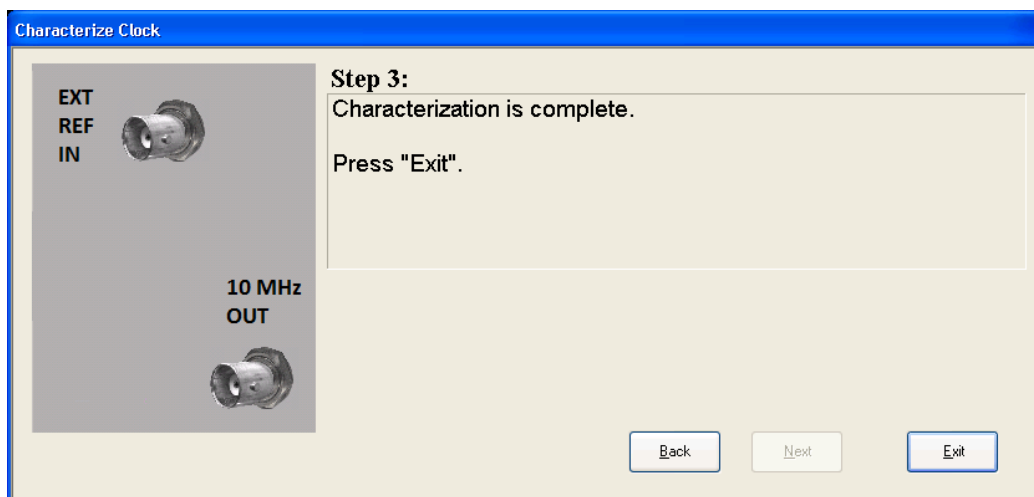 Characterize Clock
EXT
REF
IN
10 MHz
OUT
Step 3:
Characterization is complete.
Press "Exit".
Back
Next
Exit